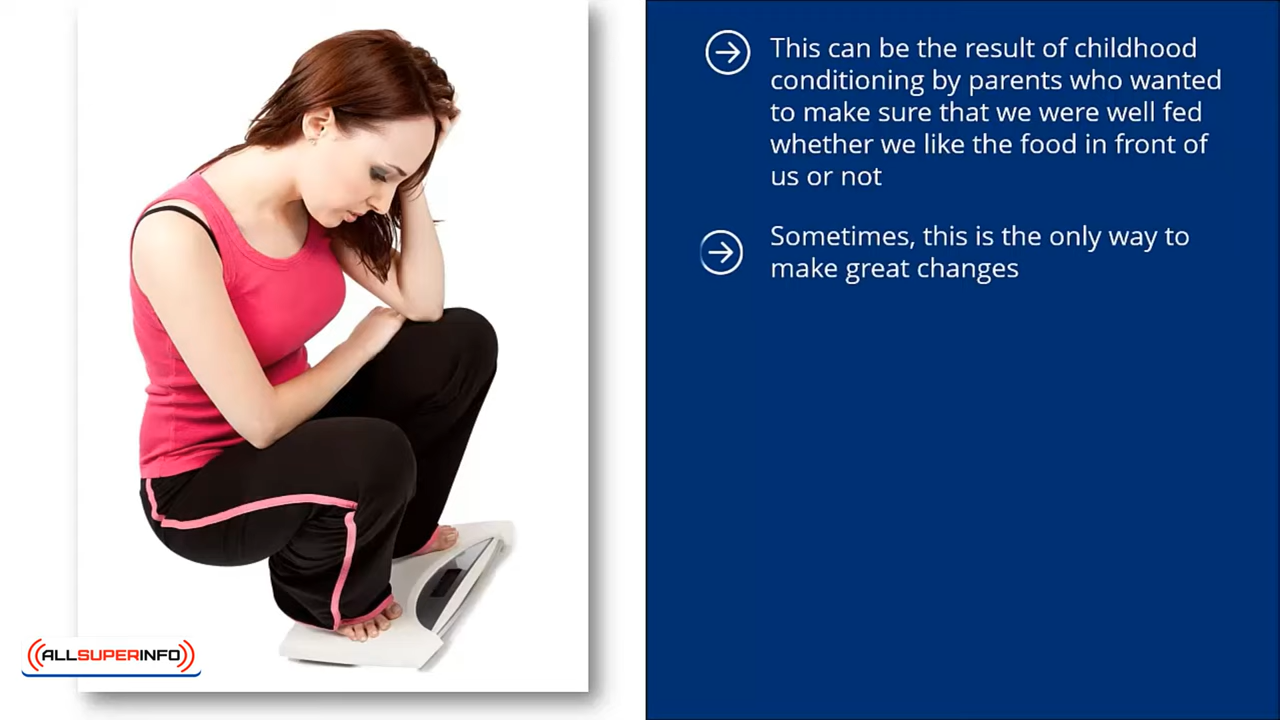 This can be the result of childhood
conditioning by parents who wanted
to make sure that we were well fed
whether we like the food in front of
us or not
Sometimes, this is the only way to
make great changes
ALLSUPERINFO